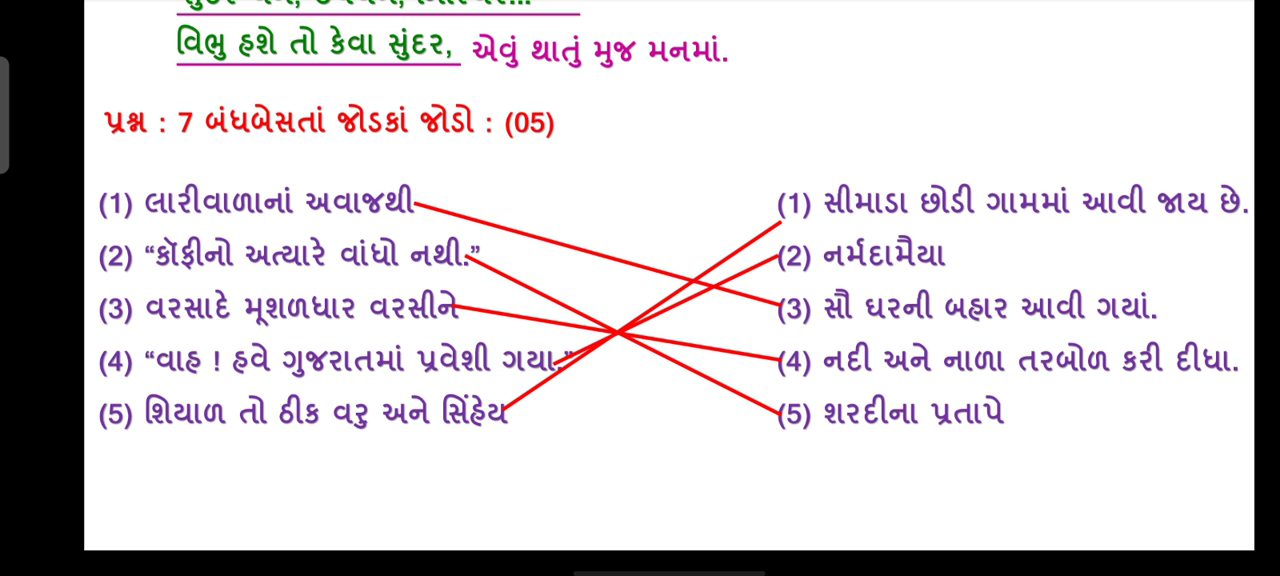 વિભુ હશે તો કેવા સુંદર, એવું થાતું મુજ મનમાં.
પ્રશ્ન : 7 બંધબેસતાં જોડકાં જોડો : (05)
(1) લારીવાળાનાં અવાજથી (1) સીમાડા છોડી ગામમાં આવી જાય છે.
(2) “કૉફીનો અત્યારે વાંધો નથી.” (2) નર્મદામૈયા
(3) વરસાદે મૂશળધાર વરસીને (3) સૌ ઘરની બહાર આવી ગયાં.
(4) “વાહ ! હવે ગુજરાતમાં પ્રવેશી ગયા.” (4) નદી અને નાળા તરબોળ કરી દીધા.
(5) શિયાળ તો ઠીક વરુ અને સિંહેય (5) શરદીના પ્રતાપે